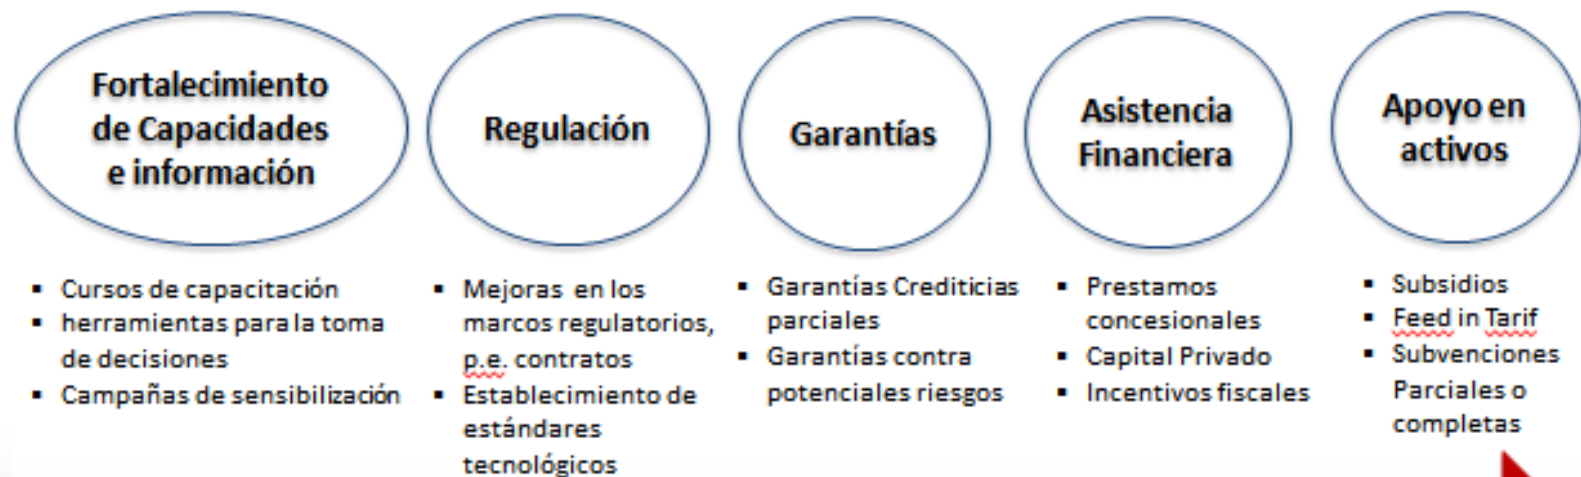 Fortalecimiento
de Capacidades
e información
▪ Cursos de capacitación
▪ herramientas para la toma
de decisiones
▪ Campañas de sensibilización
Regulación
▪ Mejoras en los
marcos regulatorios,
p.e. contratos
▪ Establecimiento de
estándares
tecnológicos
Garantías
▪ Garantías Crediticias
parciales
▪ Garantías contra
potenciales riesgos
Asistencia
Financiera
▪ Prestamos
concesionales
▪ Capital Privado
▪ Incentivos fiscales
Apoyo en
activos
▪ Subsidios
▪ Feed in Tarif
▪ Subvenciones
Parciales o
completas